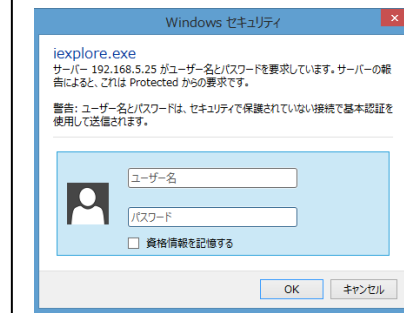 Windows セキュリティ
iexplore.exe
サーバー 192.168.5.25 がユーザー名とパスワードを要求しています。サーバーの報
告によると、これは Protected からの要求です。
警告: ユーザー名とパスワードは、セキュリティで保護されていない接続で基本認証を
使用して送信されます。
ユーザー名
パスワード
資格情報を記憶する
OK
キャンセル